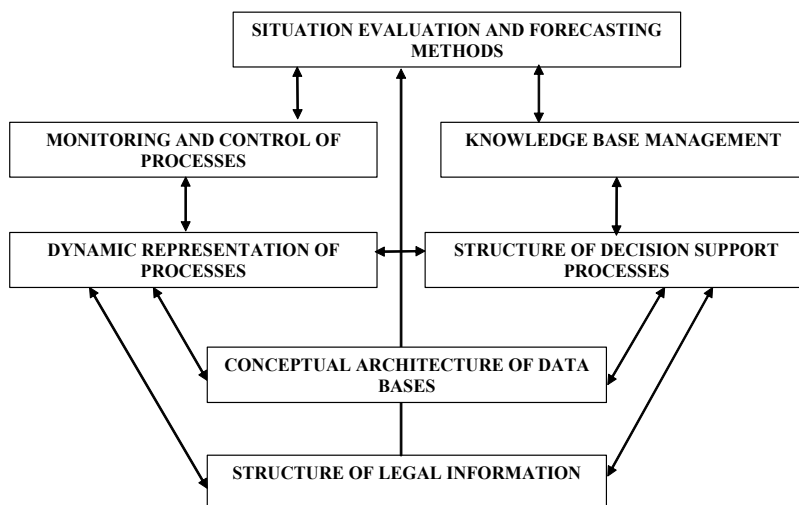 SITUATION EVALUATION AND FORECASTING
METHODS
MONITORING AND CONTROL OF
PROCESSES
KNOWLEDGE BASE MANAGEMENT
DYNAMIC REPRESENTATION OF
PROCESSES
STRUCTURE OF DECISION SUPPORT
PROCESSES
CONCEPTUAL ARCHITECTURE OF DATA
BASES
STRUCTURE OF LEGAL INFORMATION